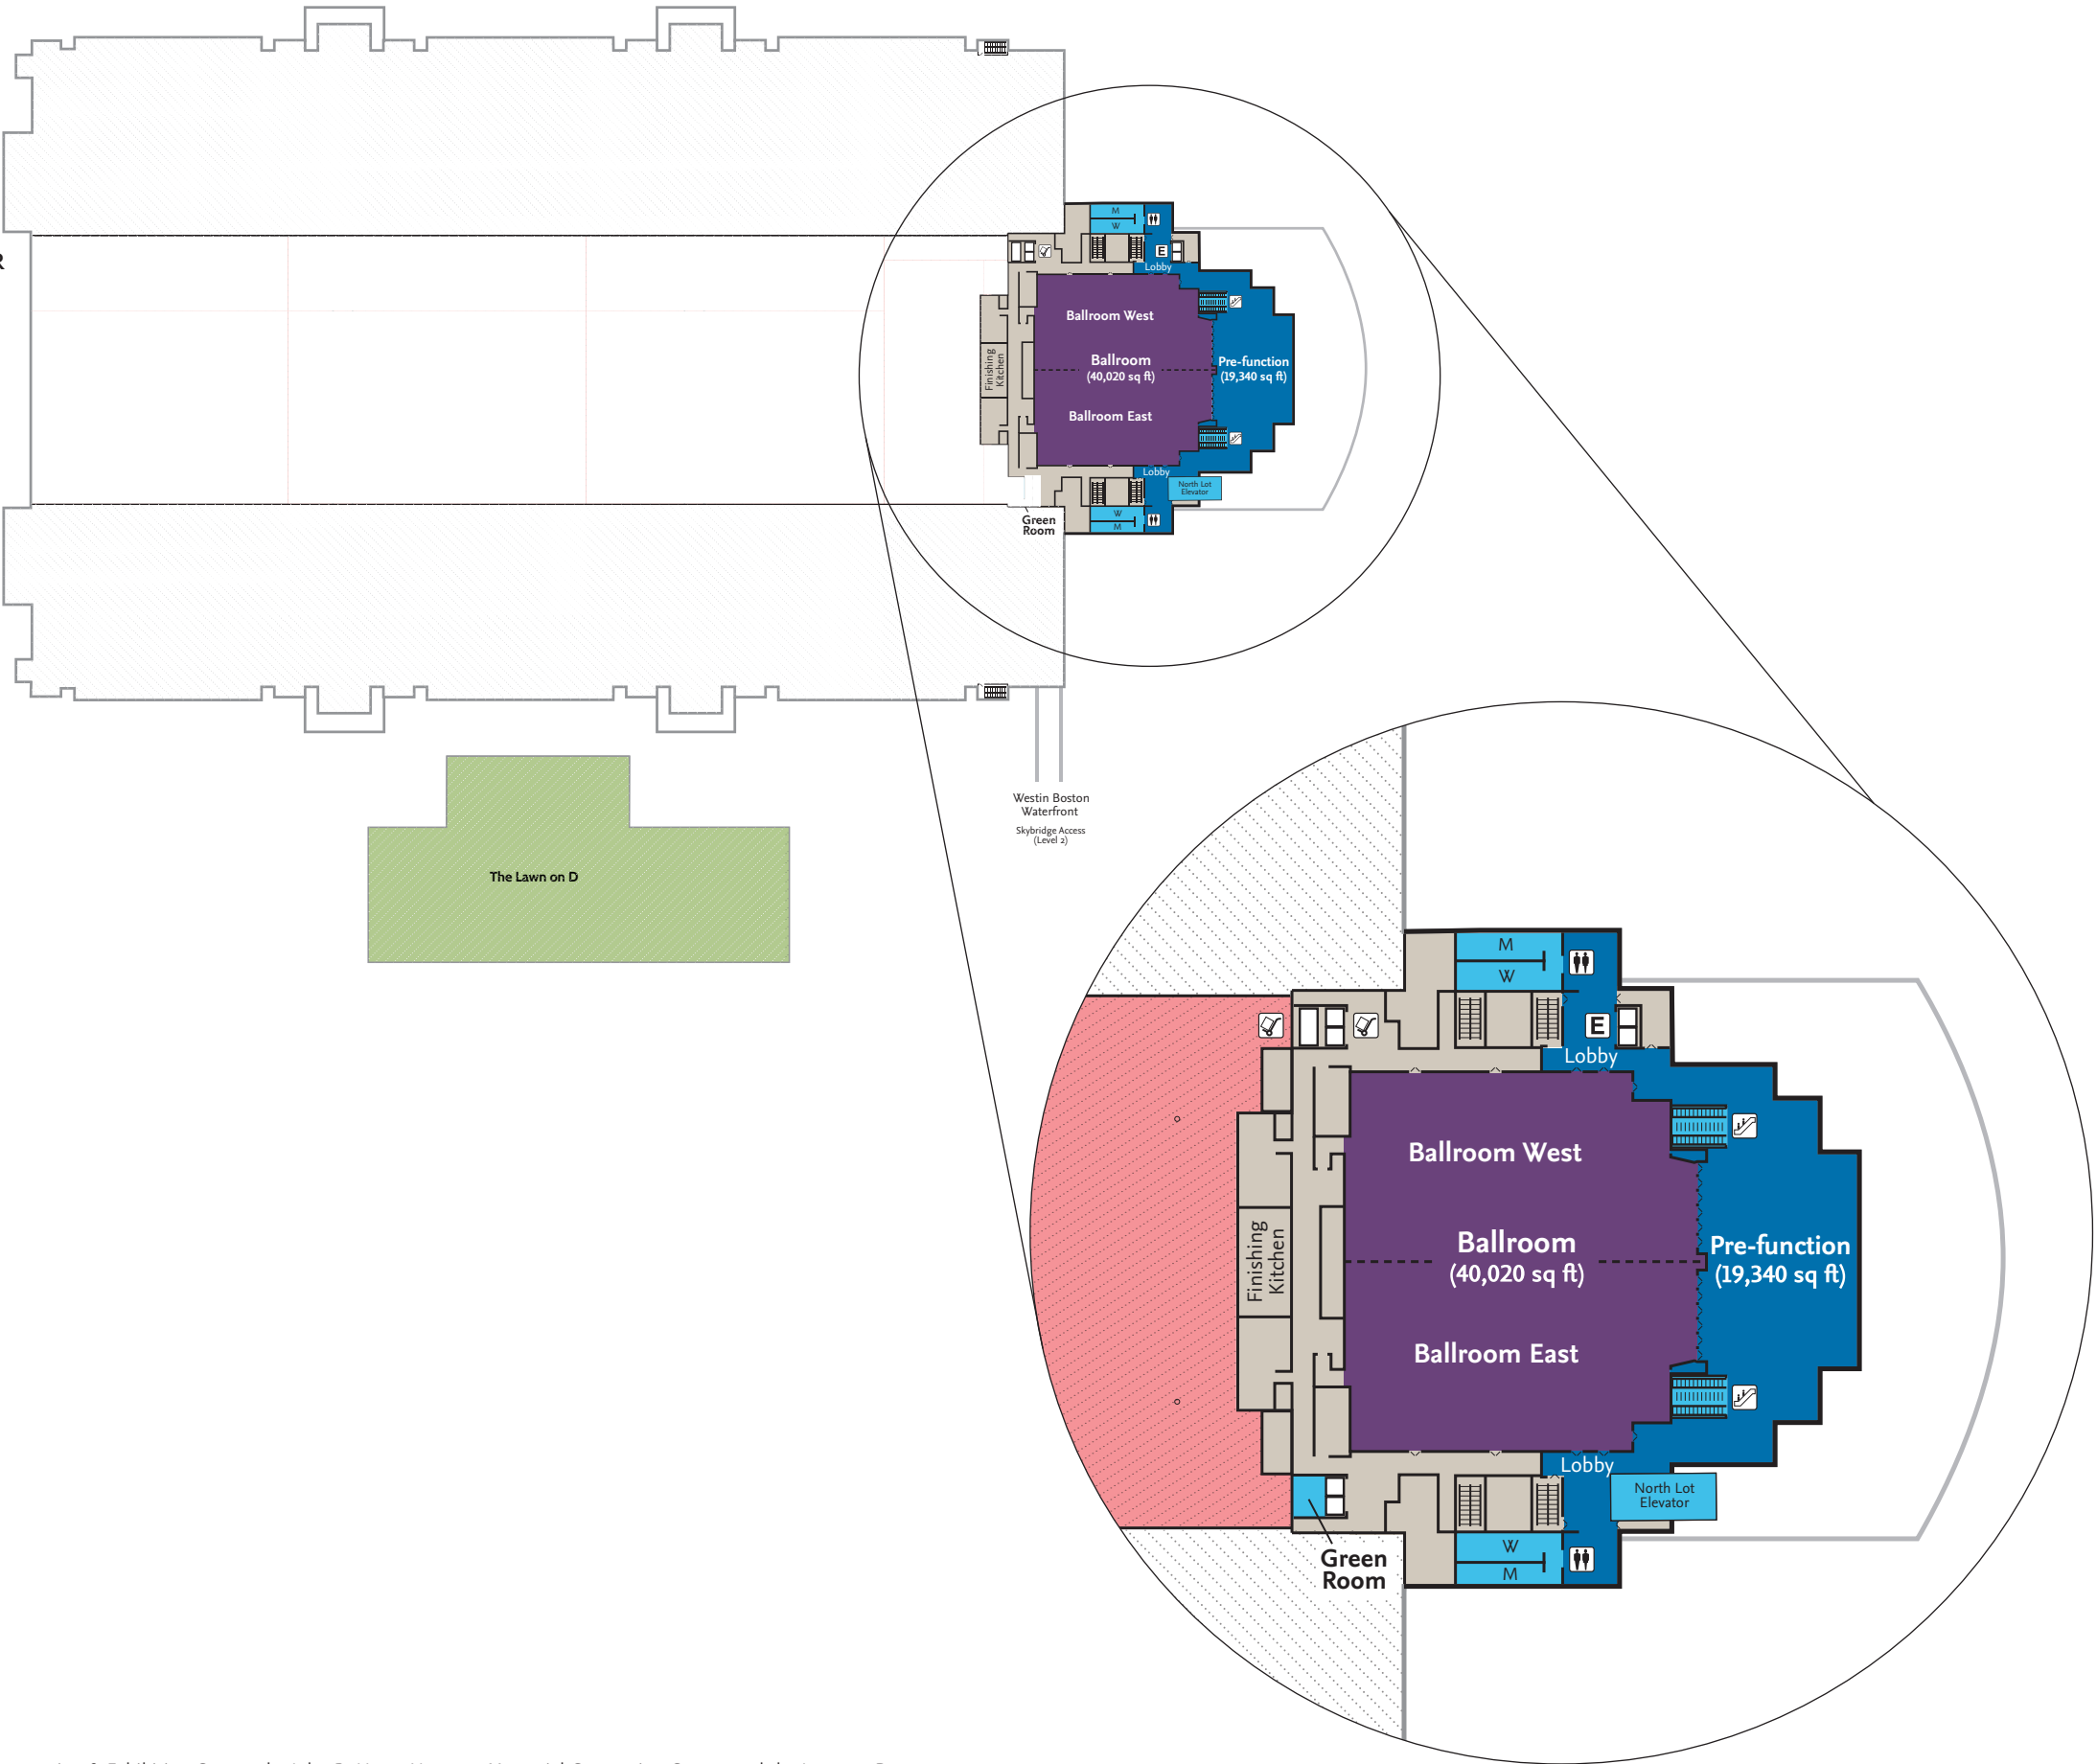 R
M
W
E
Lobby
Ballroom West
Ballroom
(40,020 sq ft)
Pre-function
(19,340 sq ft)
Finishing
Kitchen
Ballroom East
Lobby
North Lot
Elevator
W
M
Green
Room
Westin Boston
Waterfront
Skybridge Access
(Level 2)
The Lawn on D
M
W
E
Lobby
Ballroom West
Ballroom
(40,020 sq ft)
Pre-function
(19,340 sq ft)
Finishing
Kitchen
Ballroom East
Lobby
North Lot
Elevator
W
M
Green
Room